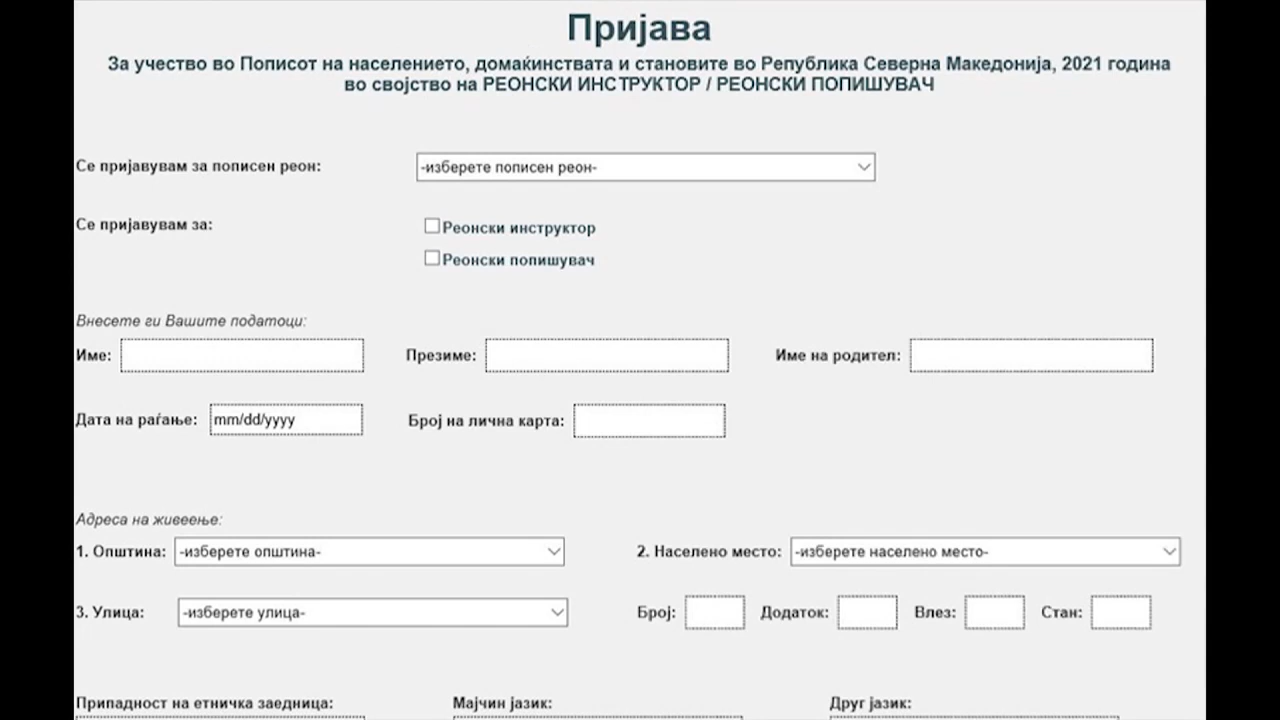 Пријава
За учество во Пописот на населението, домаќинствата и становите во Република Северна Македонија, 2021 година
во својство на РЕОНСКИ ИНСТРУКТОР / РЕОНСКИ ПОПИШУВАЧ
Се пријавувам за пописен реон: -изберете пописен реон-
Се пријавувам за: Реонски инструктор
Реонски попишувач
Внесете ги Вашите податоци:
Име: Презиме: Име на родител:
Дата на раѓање: mm/dd/yyyy Број на лична карта:
Адреса на живеење:
1. Општина: -изберете општина- 2. Населено место: -изберете населено место-
3. Улица: -изберете улица- Број: Додаток: Влез: Стан:
Припадност на етничка заедница: Мајчин јазик: Друг јазик: